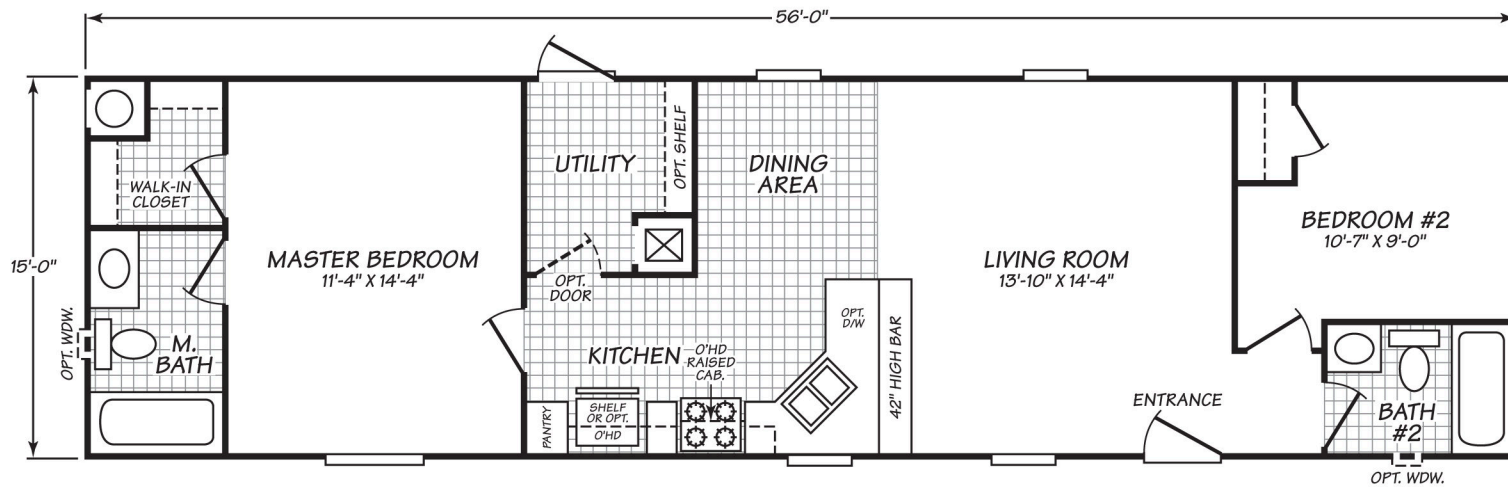 56'-0"
15'-0"
WALK-IN
CLOSET
MASTER BEDROOM
11'-4" X 14'-4"
OPT. WDW.
M.
BATH
UTILITY
OPT. SHELF
OPT.
DOOR
DINING
AREA
KITCHEN
O'HD
RAISED
CAB.
PANTRY
SHELF
OR OPT.
O'HD
OPT.
D/W
42" HIGH BAR
LIVING ROOM
13'-10" X 14'-4"
ENTRANCE
BEDROOM #2
10'-7" X 9'-0"
BATH
#2
OPT. WDW.